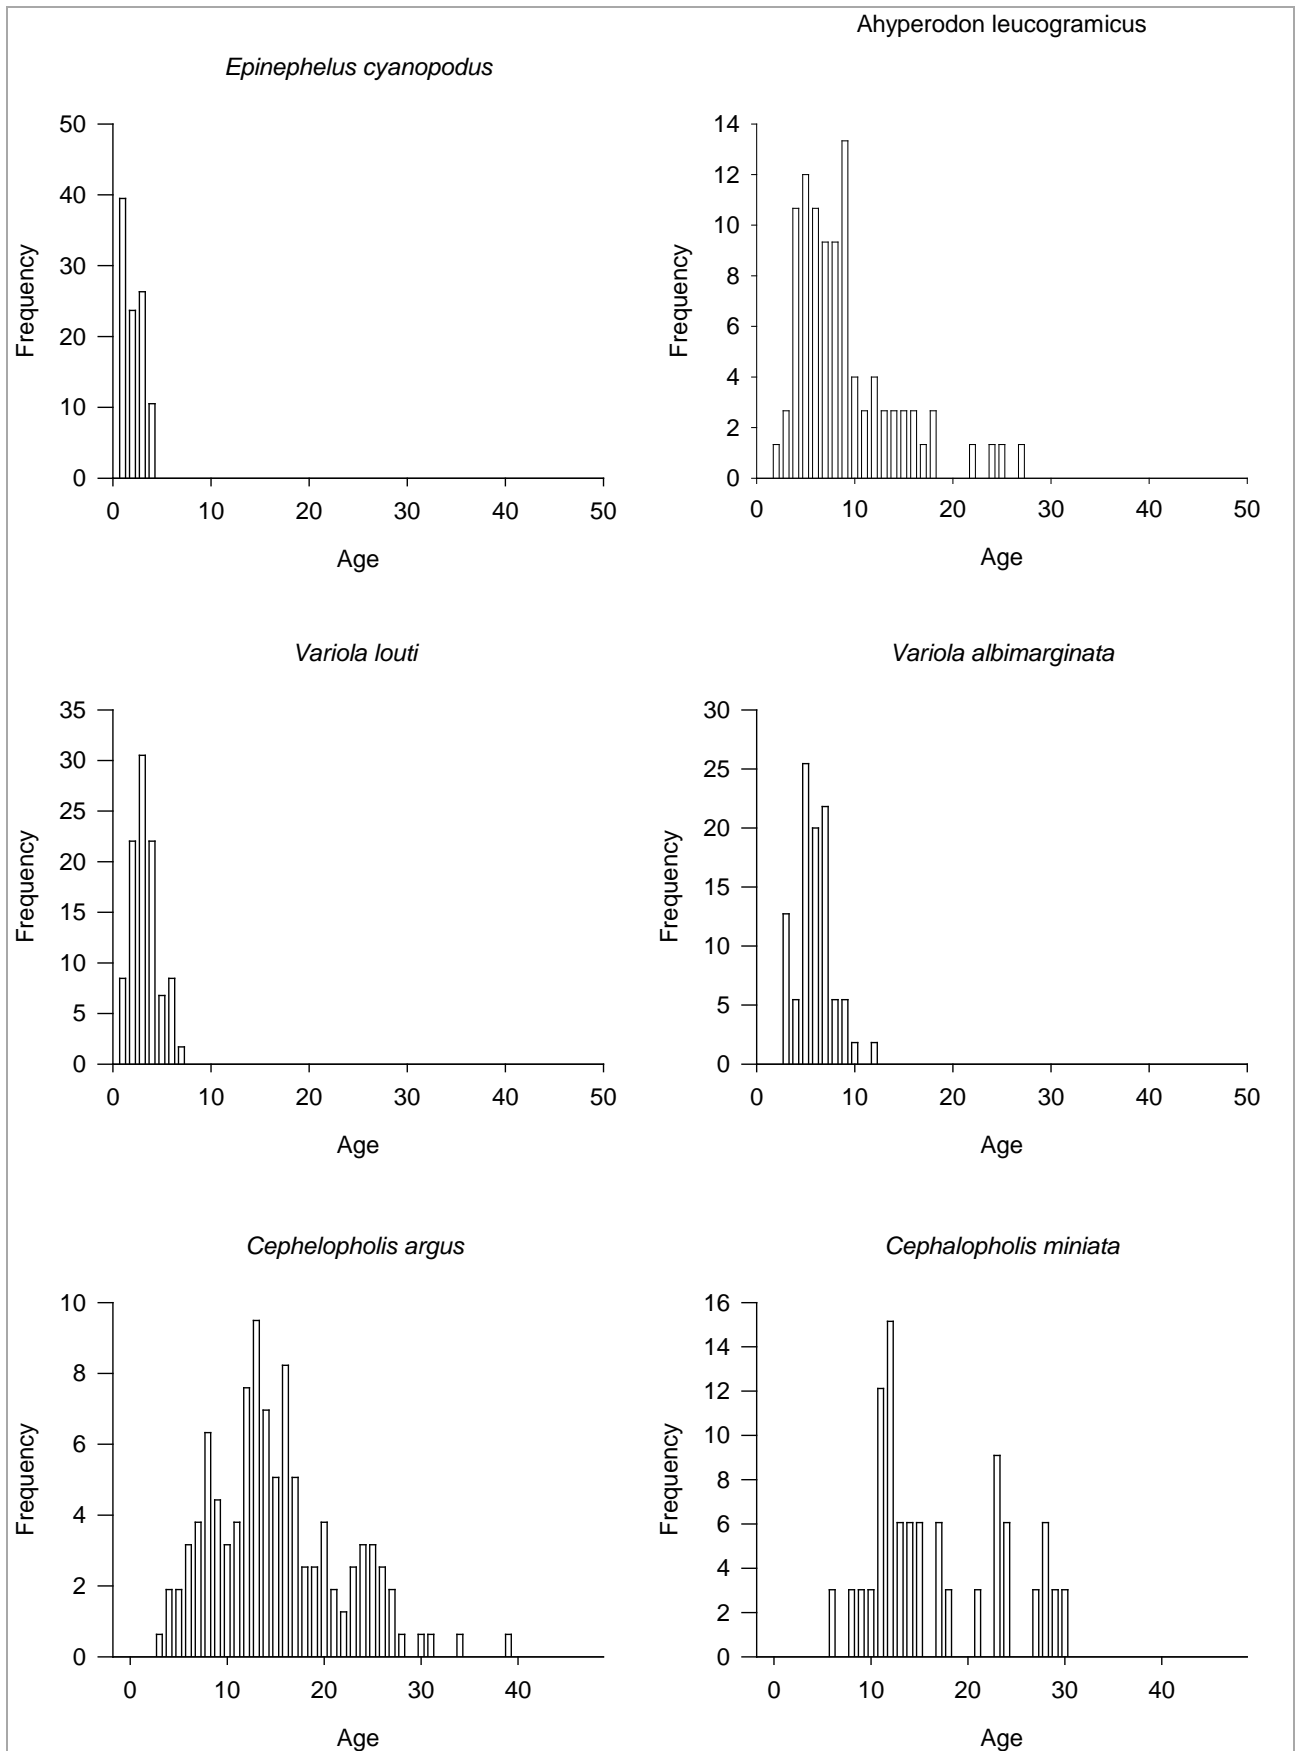 Ahyperodon leucogramicus
Epinephelus cyanopodus
50
40
30
20
10
0
Frequency
0 10 20 30 40 50
Age
14
12
10
8
6
4
2
0
Frequency
0 10 20 30 40 50
Age
Variola louti
35
30
25
20
15
10
5
0
Frequency
0 10 20 30 40 50
Age
Variola albimarginata
30
25
20
15
10
5
0
Frequency
0 10 20 30 40 50
Age
Cephelopholis argus
10
8
6
4
2
0
Frequency
0 10 20 30 40
Age
Cephalopholis miniata
16
14
12
10
8
6
4
2
0
Frequency
0 10 20 30 40
Age